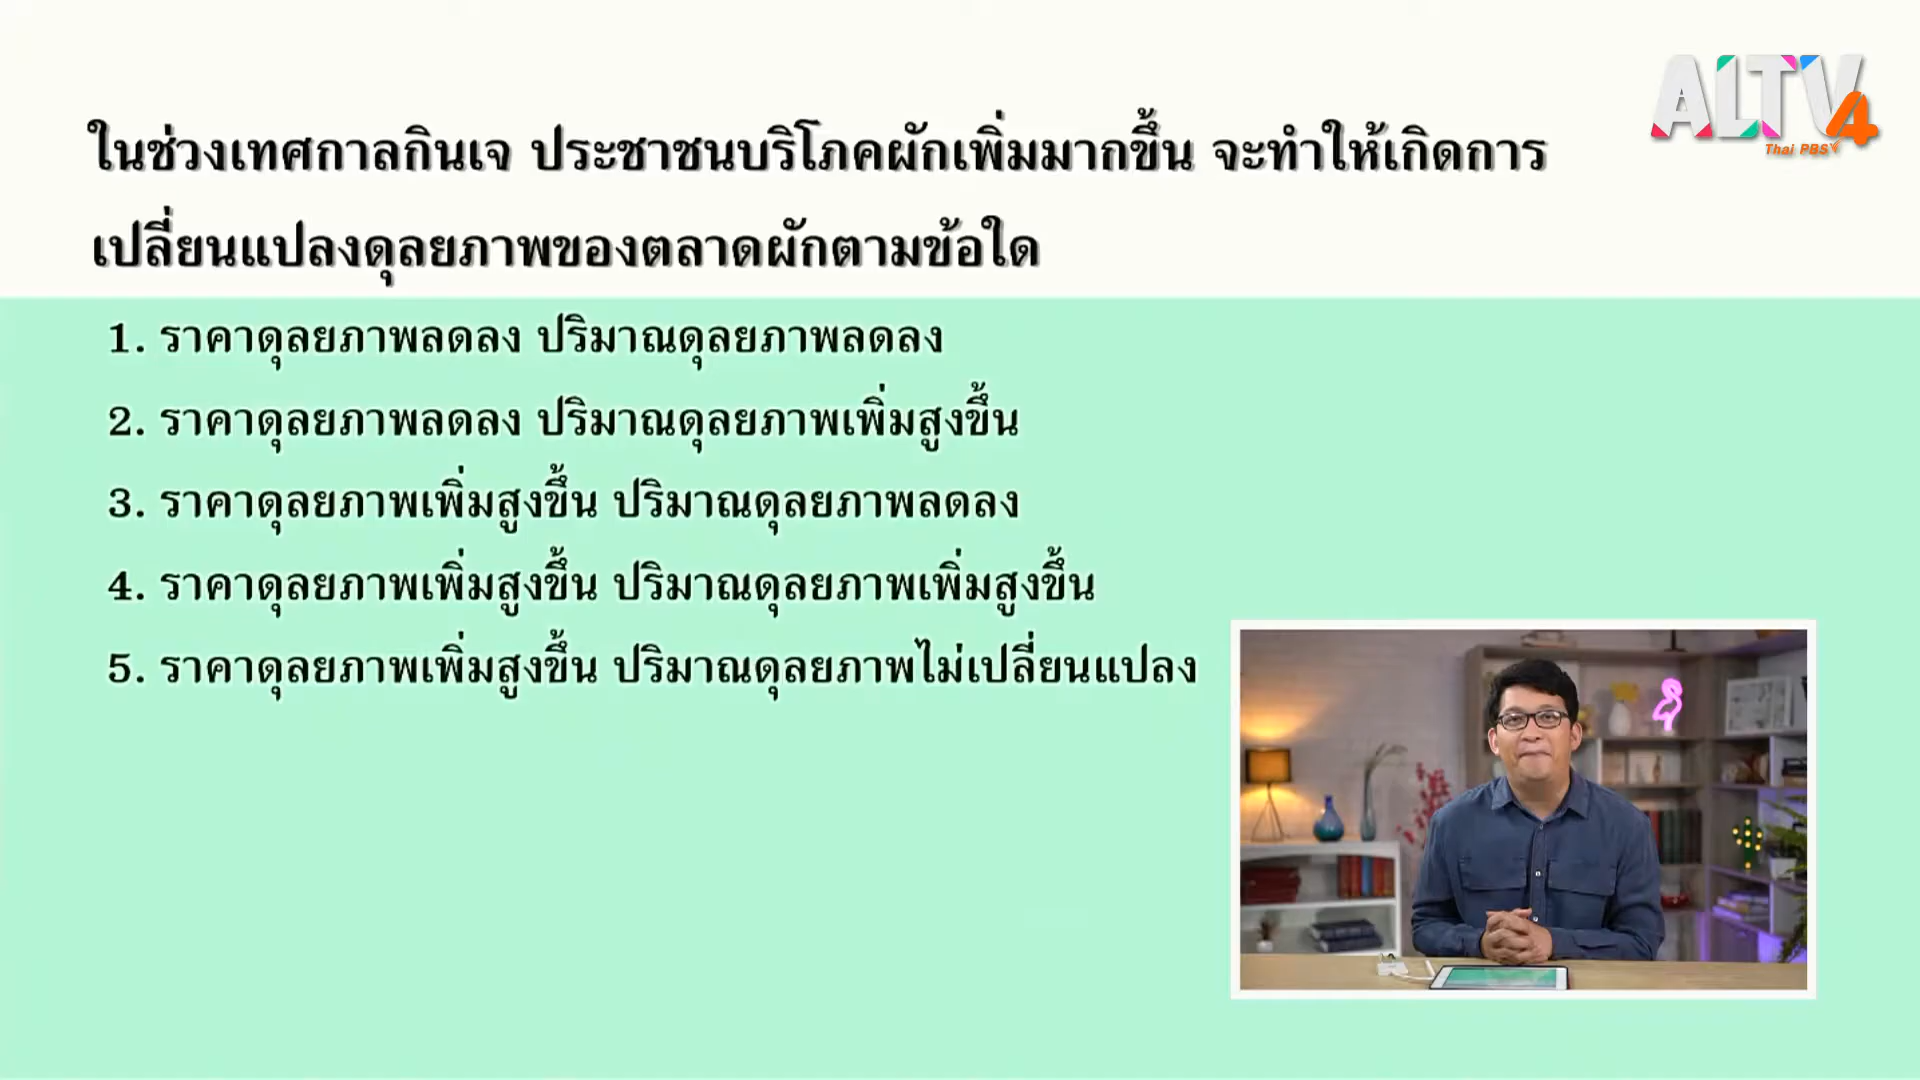 ALTV4
Thai PBS
ในช่วงเทศกาลกินเจ ประชาชนบริโภคผักเพิ่มมากขึ้น จะทำให้เกิดการ
เปลี่ยนแปลงดุลยภาพของตลาดผักตามข้อใด
1. ราคาดุลยภาพลดลง ปริมาณดุลยภาพลดลง
2. ราคาดุลยภาพลดลง ปริมาณดุลยภาพเพิ่มสูงขึ้น
3. ราคาดุลยภาพเพิ่มสูงขึ้น ปริมาณดุลยภาพลดลง
4. ราคาดุลยภาพเพิ่มสูงขึ้น ปริมาณดุลยภาพเพิ่มสูงขึ้น
5. ราคาดุลยภาพเพิ่มสูงขึ้น ปริมาณดุลยภาพไม่เปลี่ยนแปลง